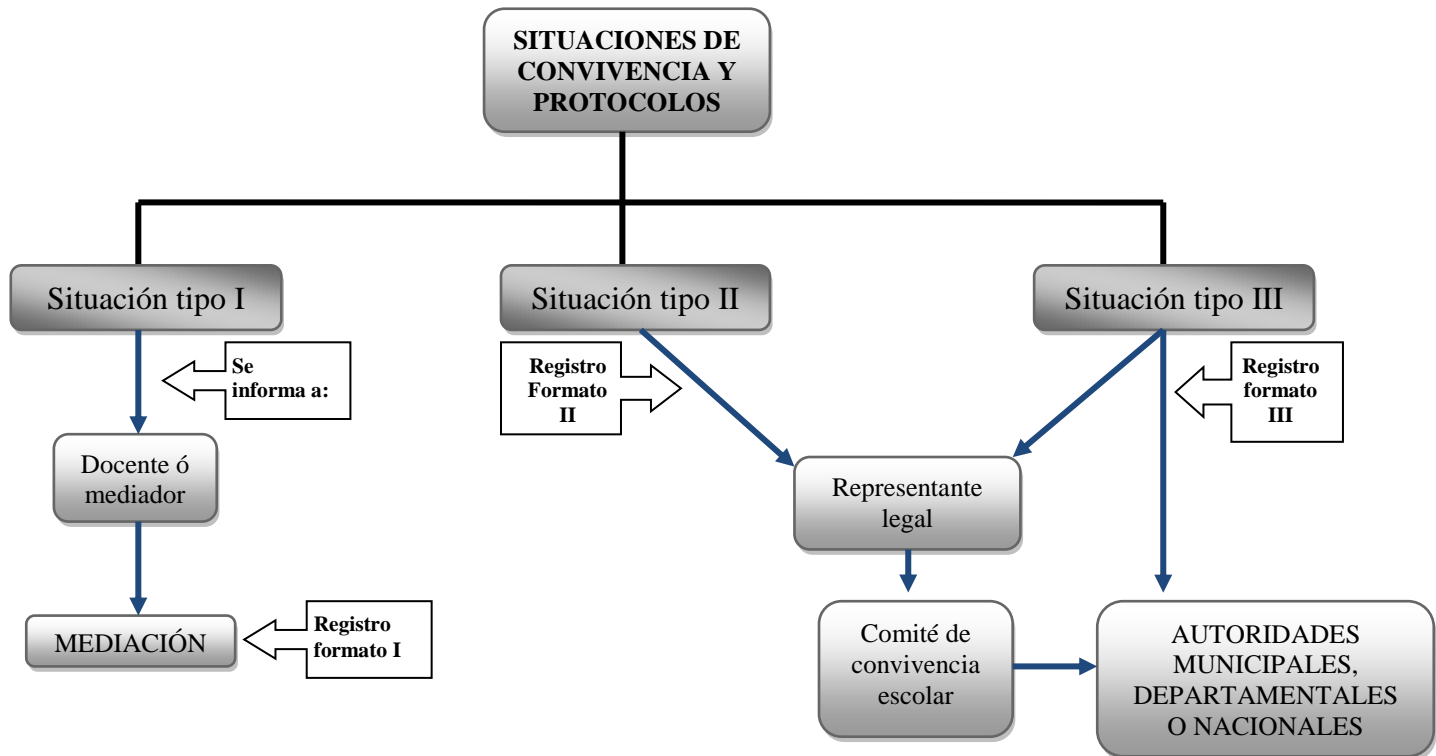 SITUACIONES DE
CONVIVENCIA Y
PROTOCOLOS
Situación tipo I
Situación tipo II
Situación tipo III
Se
informa a:
Registro
Formato
II
Registro
formato
III
Docente ó
mediador
Representante
legal
MEDIACIÓN
Registro
formato I
Comité de
convivencia
escolar
AUTORIDADES
MUNICIPALES,
DEPARTAMENTALES
O NACIONALES